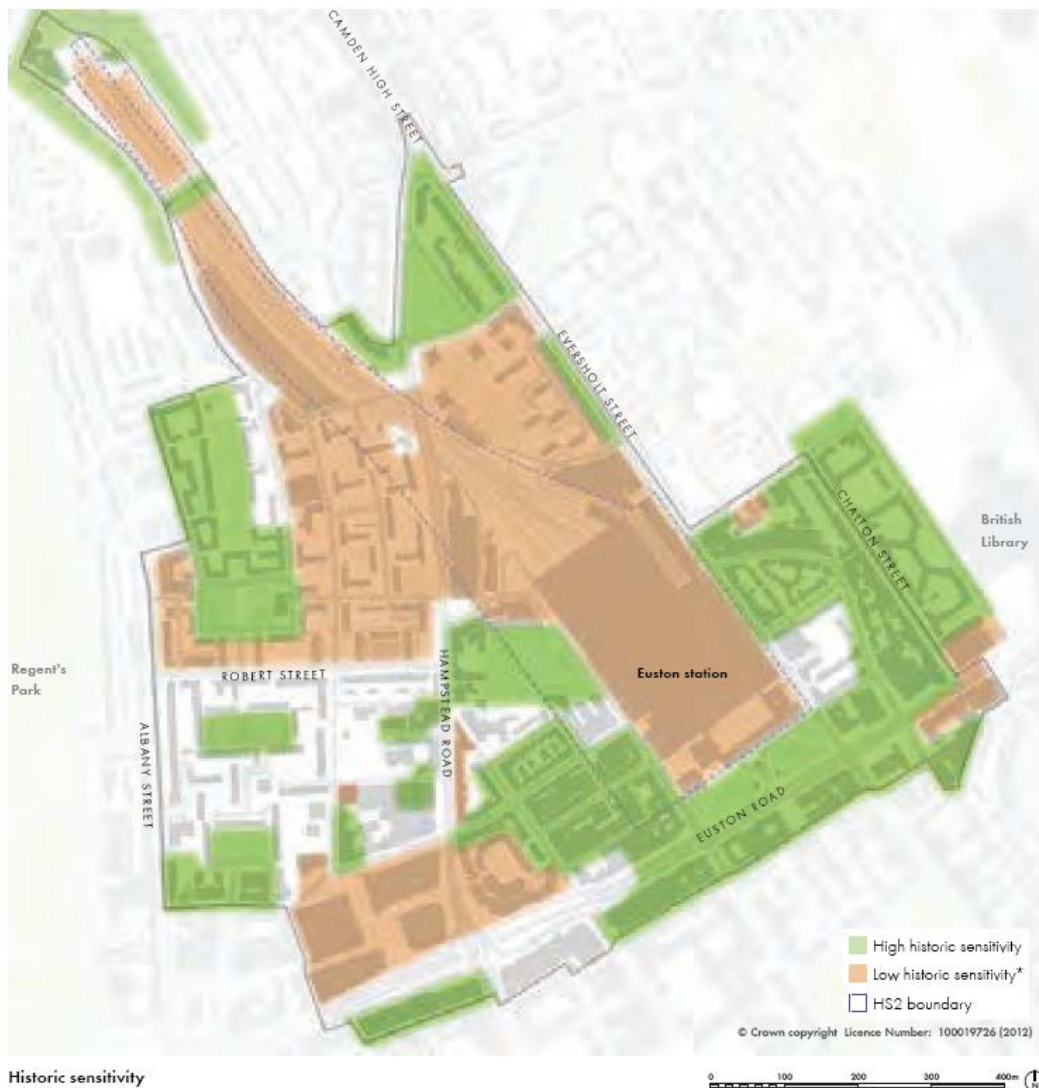 CAMDEN HIGH STREET
EVERSHOLT STREET
CHALTON STREET
British
Library
Regent's
Park
ROBERT STREET
HAMPSTEAD ROAD
Euston station
ALBANY STREET
EUSTON ROAD
High historic sensitivity
Low historic sensitivity*
HS2 boundary
© Crown copyright Licence Number: 100019726 (2012)
Historic sensitivity
0 100 200 300 400m
N